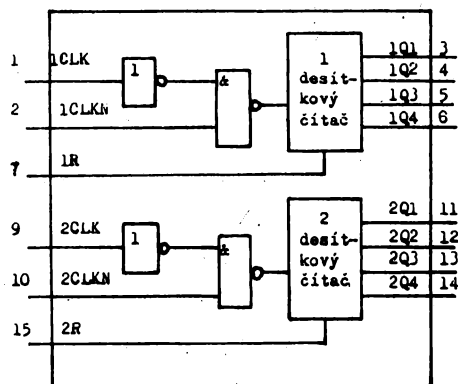 1 1CLK 1 & 1 desít-kový čítač 1Q1 3
1Q2 4
1Q3 5
1Q4 6
2 1CLKN
7 1R
9 2CLK 1 & 2 desít-kový čítač 2Q1 11
2Q2 12
2Q3 13
2Q4 14
10 2CLKN
15 2R